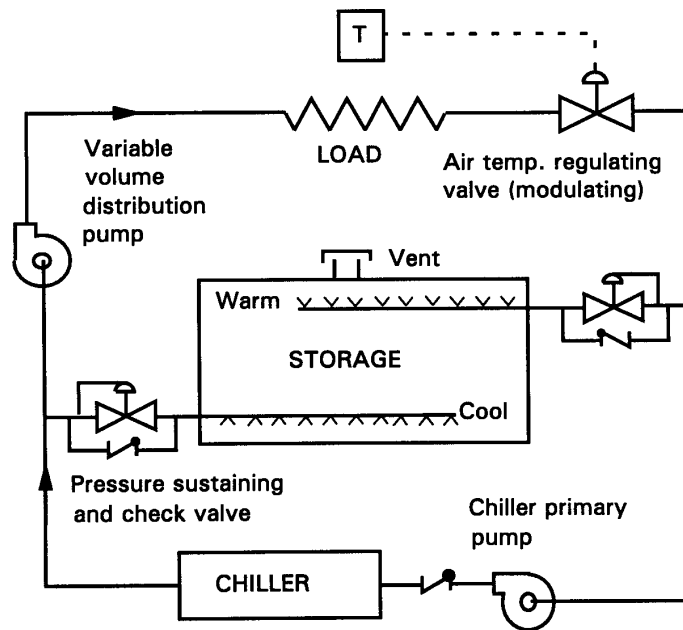 T
LOAD
Variable
volume
distribution
pump
Air temp. regulating
valve (modulating)
Vent
Warm
STORAGE
Cool
Pressure sustaining
and check valve
Chiller primary
pump
CHILLER